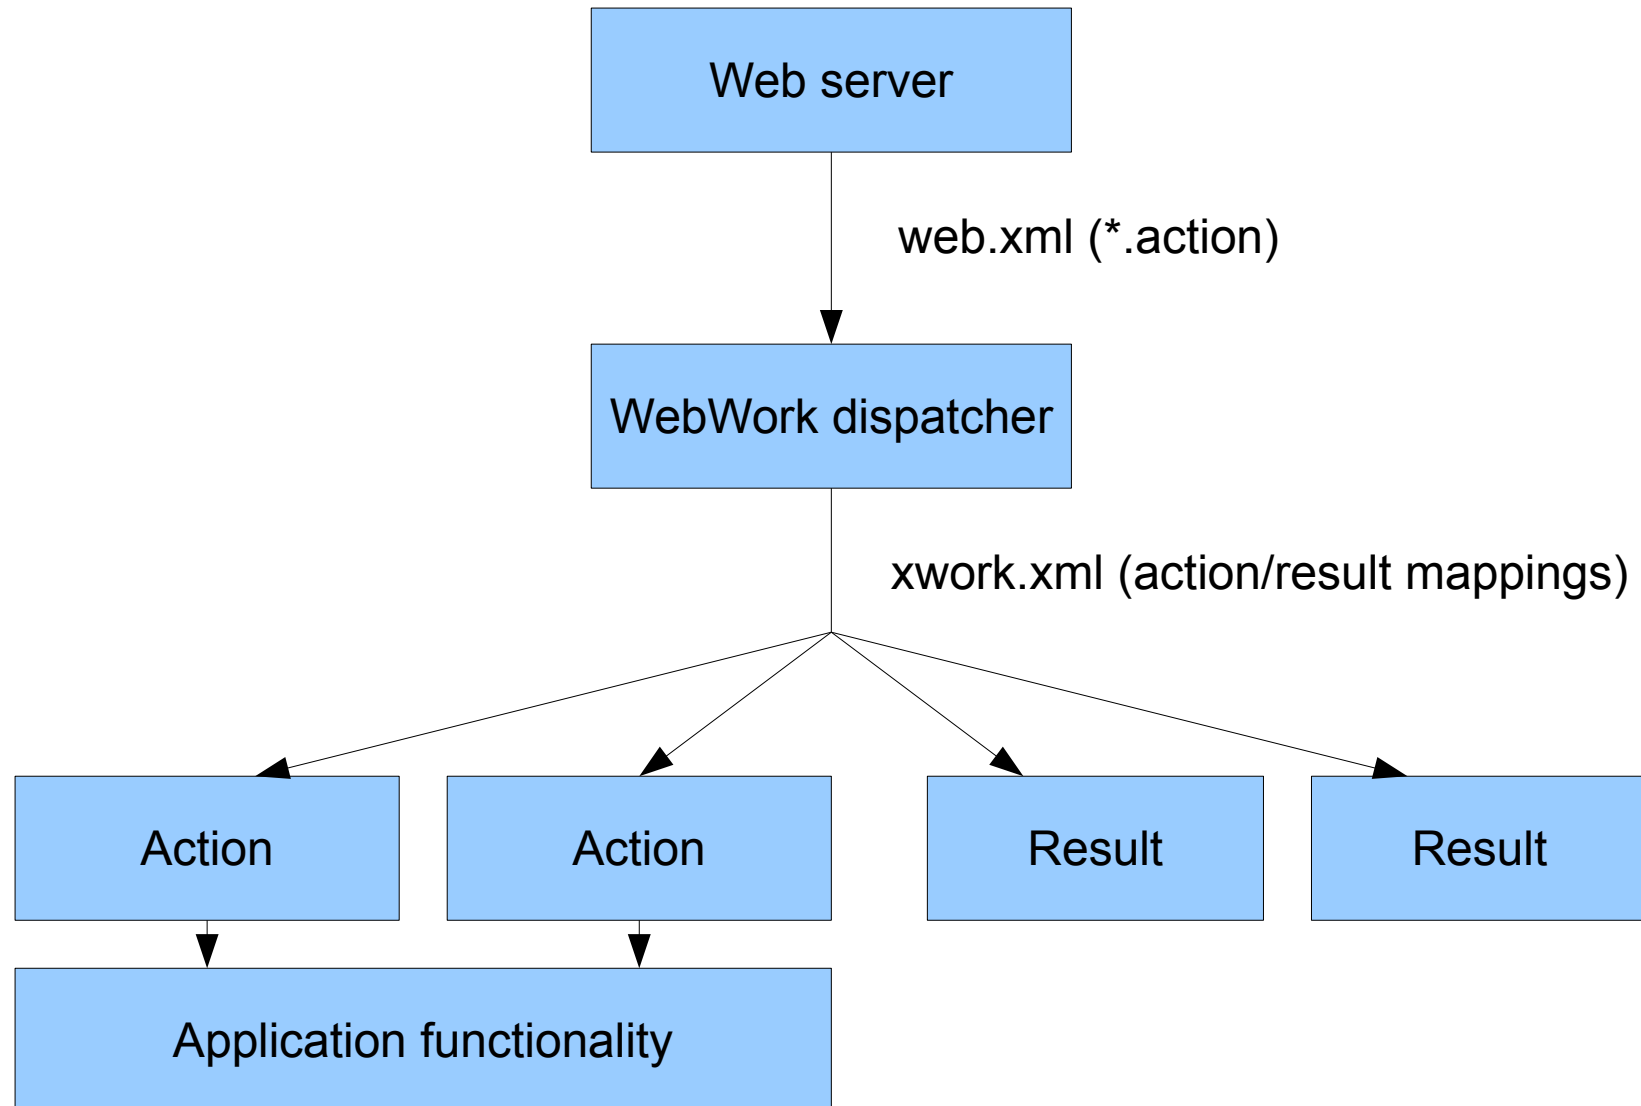 Web server
web.xml (*.action)
WebWork dispatcher
xwork.xml (action/result mappings)
Action
Action
Result
Result
Application functionality